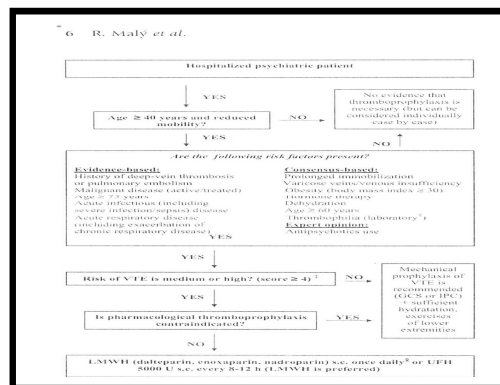 6 R. Malý et al.
Hospitalized psychiatric patient
YES
Age ≥ 40 years and reduced
mobility?
NO
No evidence that
thromboprophylaxis is
necessary (but can be
considered individually
case by case)
YES
NO
Are the following risk factors present?
Evidence-based:
History of deep-vein thrombosis
or pulmonary embolism
Malignant disease (active/treated)
Age ≥ 75 years
Acute infectious (including
severe infection/sepsis) disease
Acute respiratory disease
(including exacerbation of
chronic respiratory disease)
Consensus-based:
Prolonged immobilization
Varicose veins/venous insufficiency
Obesity (body mass index ≥ 30)
Hormone therapy
Dehydration
Age ≥ 60 years
Thrombophilia (laboratory
Expert opinion:
Antipsychotics use
YES
Risk of VTE is medium or high? (score ≥ 4)
NO
Mechanical
prophylaxis of
VTE is
recommended
(GCS or IPC)
+ sufficient
hydratation,
exercises of
lower
extremities
YES
Is pharmacological thromboprophylaxis
contraindicated?
YES
NO
LMWH (dalteparin, enoxaparin, nadroparin) s.c. once daily or UFH
5000 U s.c. every 8-12 h (LMWH is preferred)